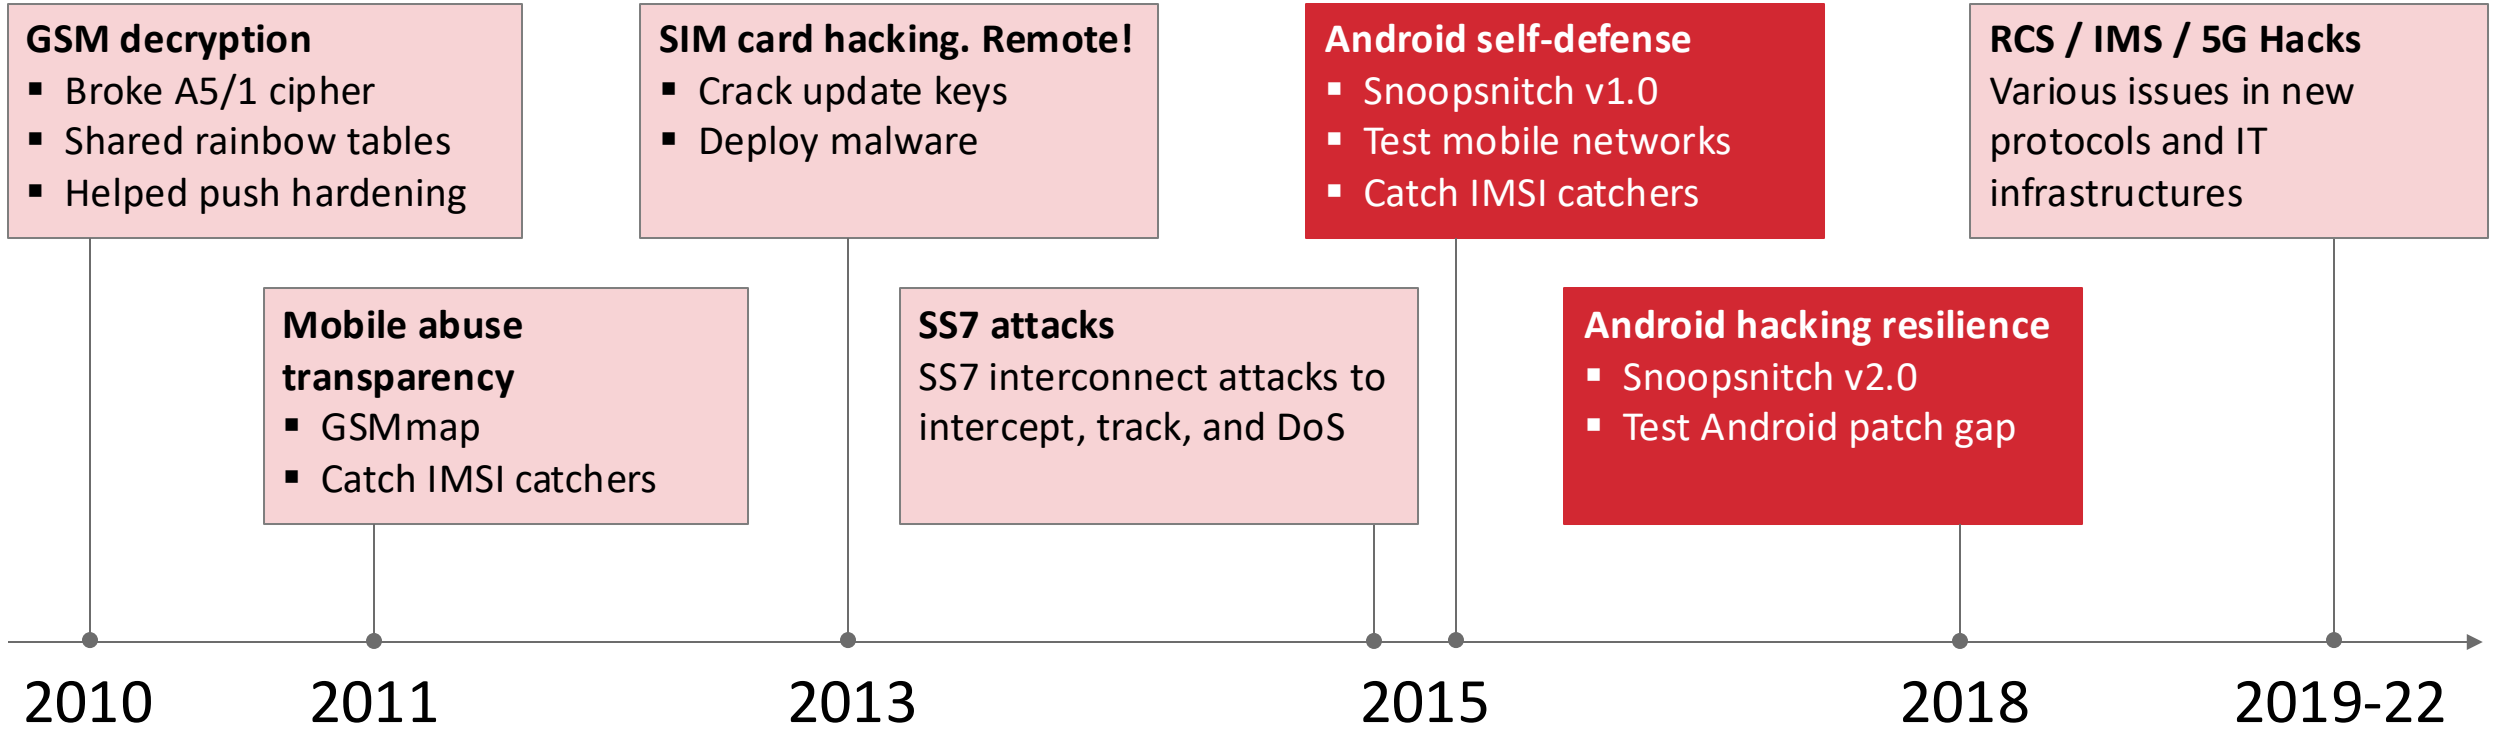 GSM decryption
▪ Broke A5/1 cipher
▪ Shared rainbow tables
▪ Helped push hardening
SIM card hacking. Remote!
▪ Crack update keys
▪ Deploy malware
Android self-defense
▪ Snoopsnitch v1.0
▪ Test mobile networks
▪ Catch IMSI catchers
RCS / IMS / 5G Hacks
Various issues in new
protocols and IT
infrastructures
Mobile abuse
transparency
▪ GSMmap
▪ Catch IMSI catchers
SS7 attacks
SS7 interconnect attacks to
intercept, track, and DoS
Android hacking resilience
▪ Snoopsnitch v2.0
▪ Test Android patch gap
2010
2011
2013
2015
2018
2019-22